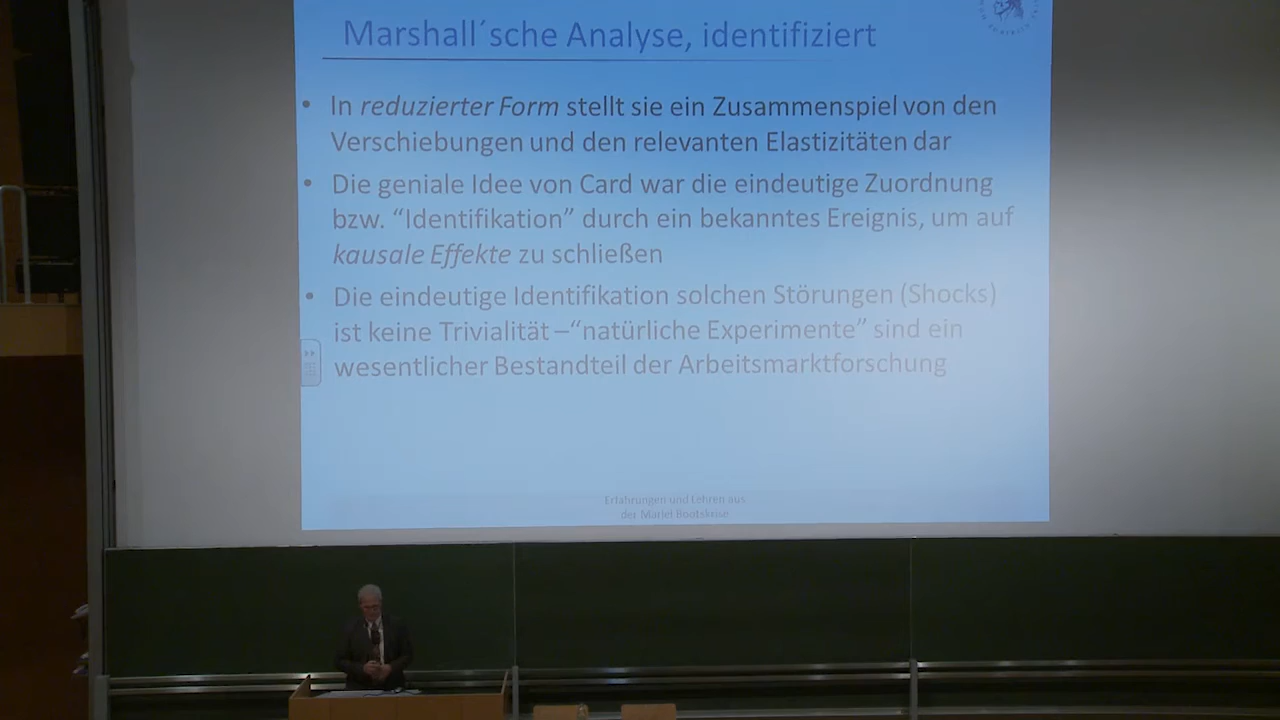 Marshall´sche Analyse, identifiziert
• In reduzierter Form stellt sie ein Zusammenspiel von den
Verschiebungen und den relevanten Elastizitäten dar
• Die geniale Idee von Card war die eindeutige Zuordnung
bzw. “Identifikation” durch ein bekanntes Ereignis, um auf
kausale Effekte zu schließen
• Die eindeutige Identifikation solchen Störungen (Shocks)
ist keine Trivialität –“natürliche Experimente” sind ein
wesentlicher Bestandteil der Arbeitsmarktforschung
Erfahrungen und Lehren aus
der Mariel Bootskrise